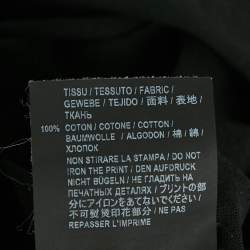 TISSU / TESSUTO / FABRIC /
GEWEBE / TEJIDO / 面料 / 表地 /
ТКАНЬ
100% COTON / COTONE / COTTON /
BAUMWOLLE / ALGODON / 棉 / 綿 /
ХЛОПОК
NON STIRARE LA STAMPA / DO NOT
IRON THE PRINT / DEN AUFDRUCK
NICHT BÜGELN / НЕ ГЛАДИТЬ НА
ПЕЧАТНЫХ ДЕТАЛЯХ / プリントの部
分にアイロンをあてないでください /
不可熨烫印花部位 / NE PAS
REPASSER L'IMPRIME